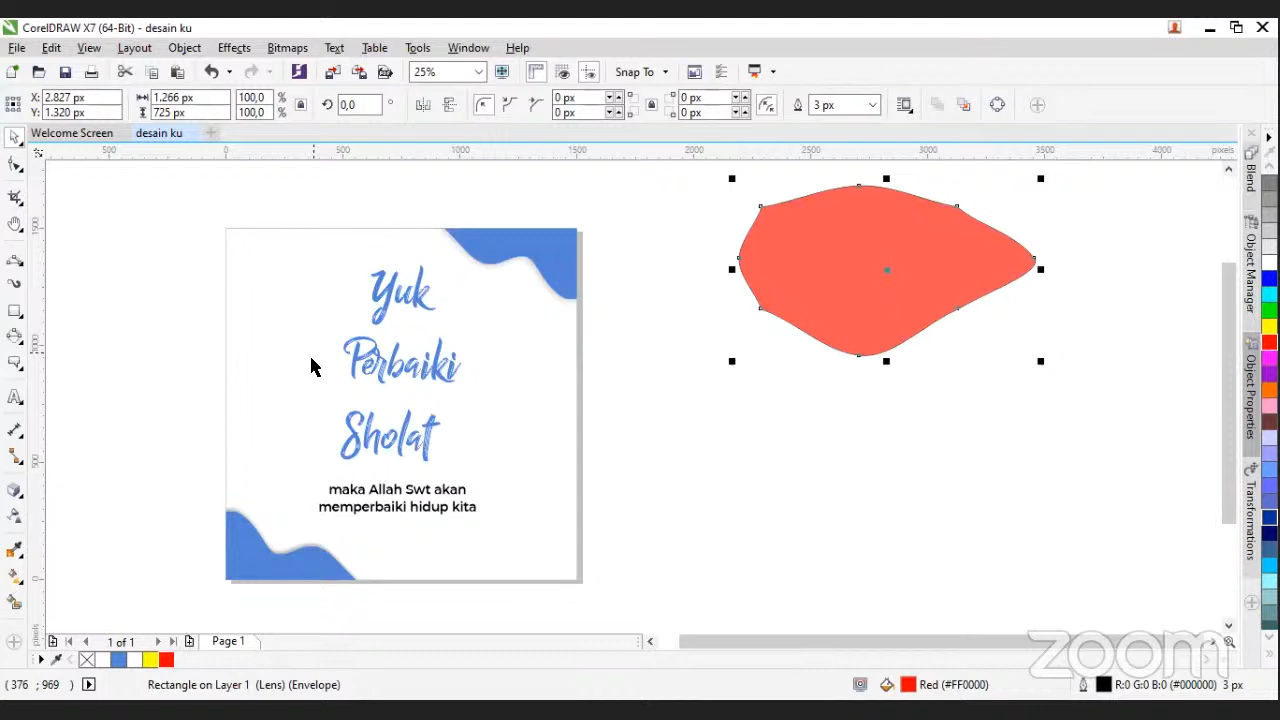 CorelDRAW X7 (64-Bit) - desain ku
File Edit View Layout Object Effects Bitmaps Text Table Tools Window Help
25% Snap To
X: 2.827 px 1.266 px 100,0 % 0,0 ° 0 px 0 px 3 px
Y: 1.320 px 725 px 100,0 % 0 px 0 px
Welcome Screen desain ku
500 0 500 1000 1500 2000 2500 3000 3500 4000 pixels
1500
1000
500
0
pixels
Yuk
Perbaiki
Sholat
maka Allah Swt akan
memperbaiki hidup kita
Blend
Object Manager
Object Properties
Transformations
1 of 1 Page 1
zoom
(376 ; 969 ) Rectangle on Layer 1 (Lens) (Envelope) Red (#FF0000) R:0 G:0 B:0 (#000000) 3 px